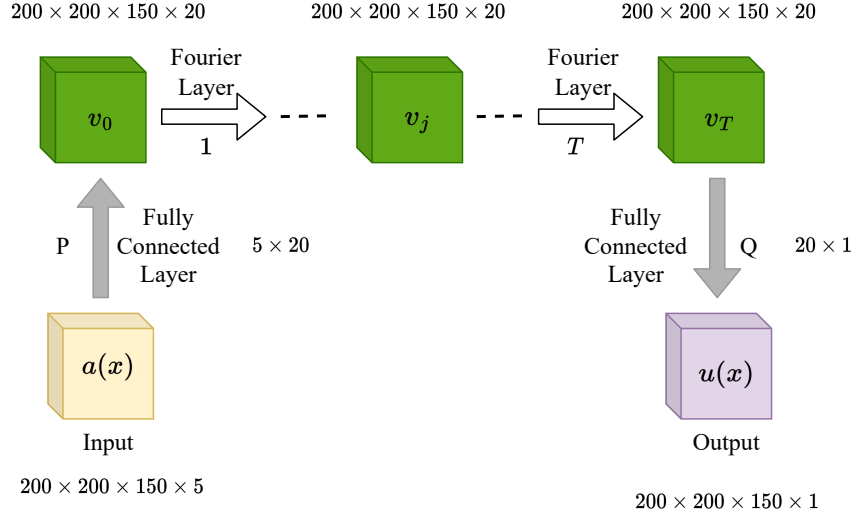 200 × 200 × 150 × 20
200 × 200 × 150 × 20
200 × 200 × 150 × 20
v₀
Fourier
Layer
1
v_j
Fourier
Layer
T
v_T
P
Fully
Connected
Layer
5 × 20
Fully
Connected
Layer
Q
20 × 1
a(x)
Input
200 × 200 × 150 × 5
u(x)
Output
200 × 200 × 150 × 1